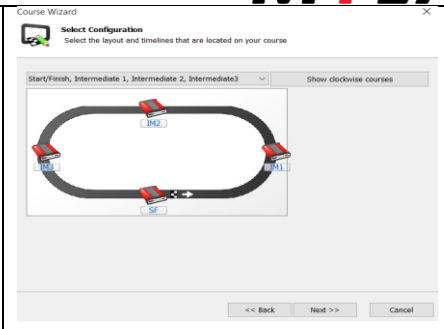 Course Wizard
Select Configuration
Select the layout and timelines that are located on your course
Start/Finish, Intermediate 1, Intermediate 2, Intermediate3
Show clockwise courses
IM2
IM3
IM1
SF
<< Back
Next >>
Cancel